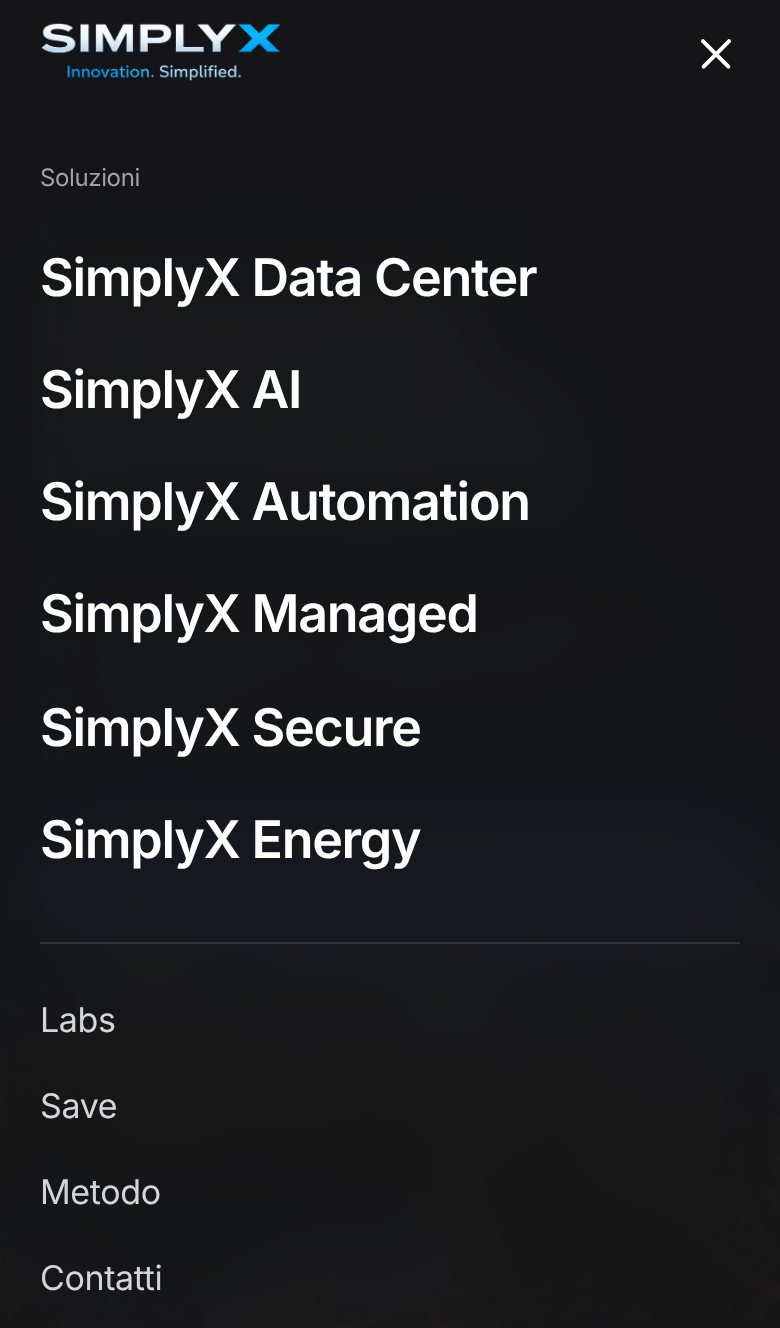 SIMPLYX
Innovation. Simplified.
Soluzioni
SimplyX Data Center
SimplyX AI
SimplyX Automation
SimplyX Managed
SimplyX Secure
SimplyX Energy
Labs
Save
Metodo
Contatti